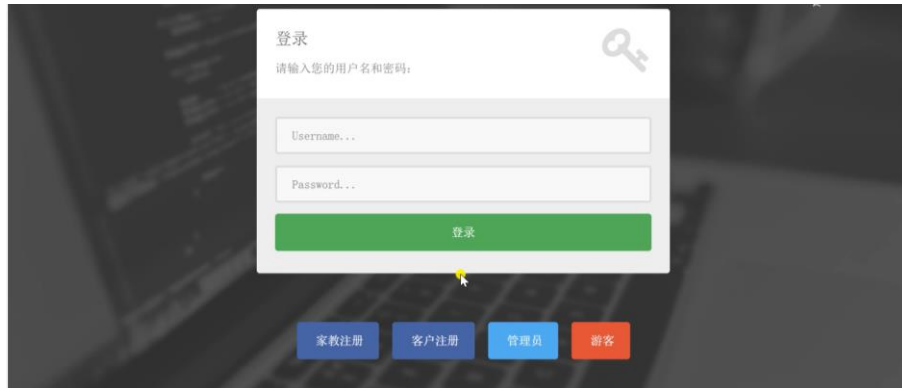 登录
请输入您的用户名和密码:
Username...
Password...
登录
家教注册 客户注册 管理员 游客